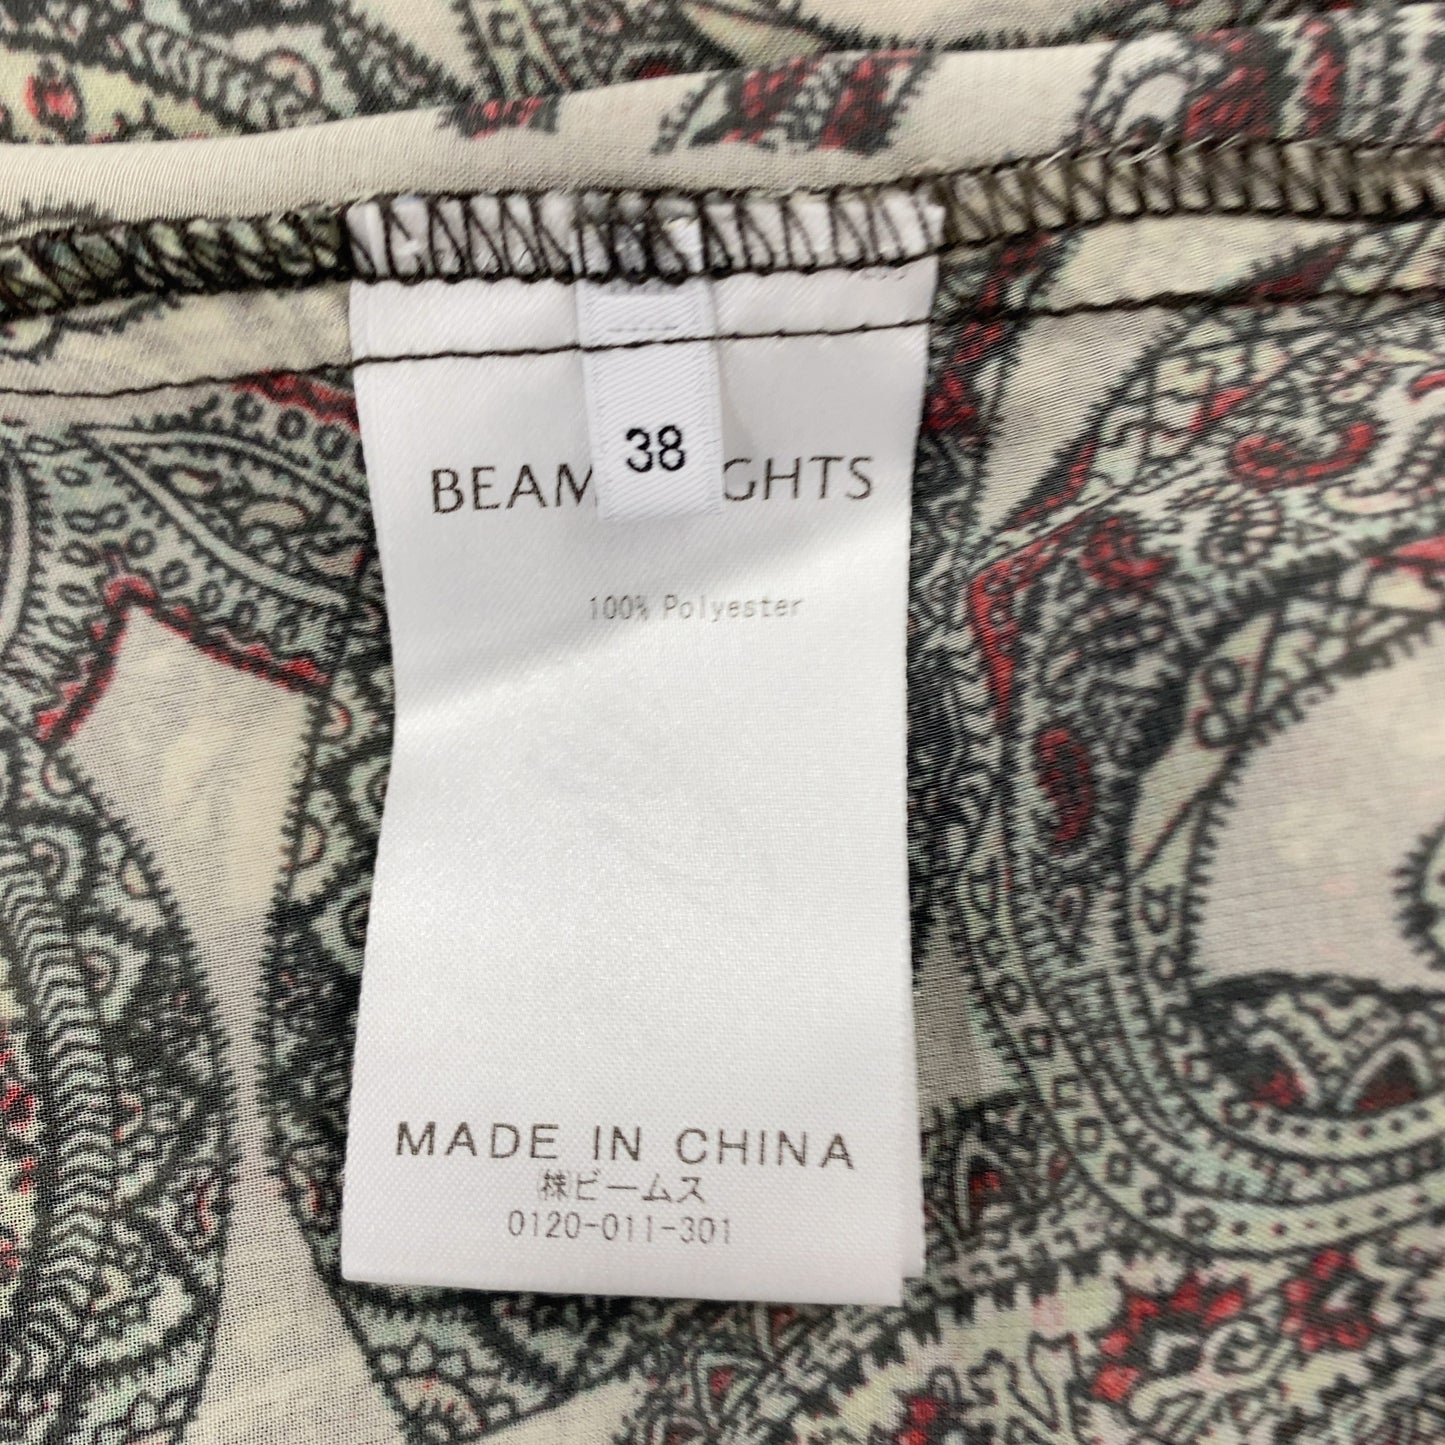 38
BEAM GHTS
100% Polyester
MADE IN CHINA
㈱ビームス
0120-011-301